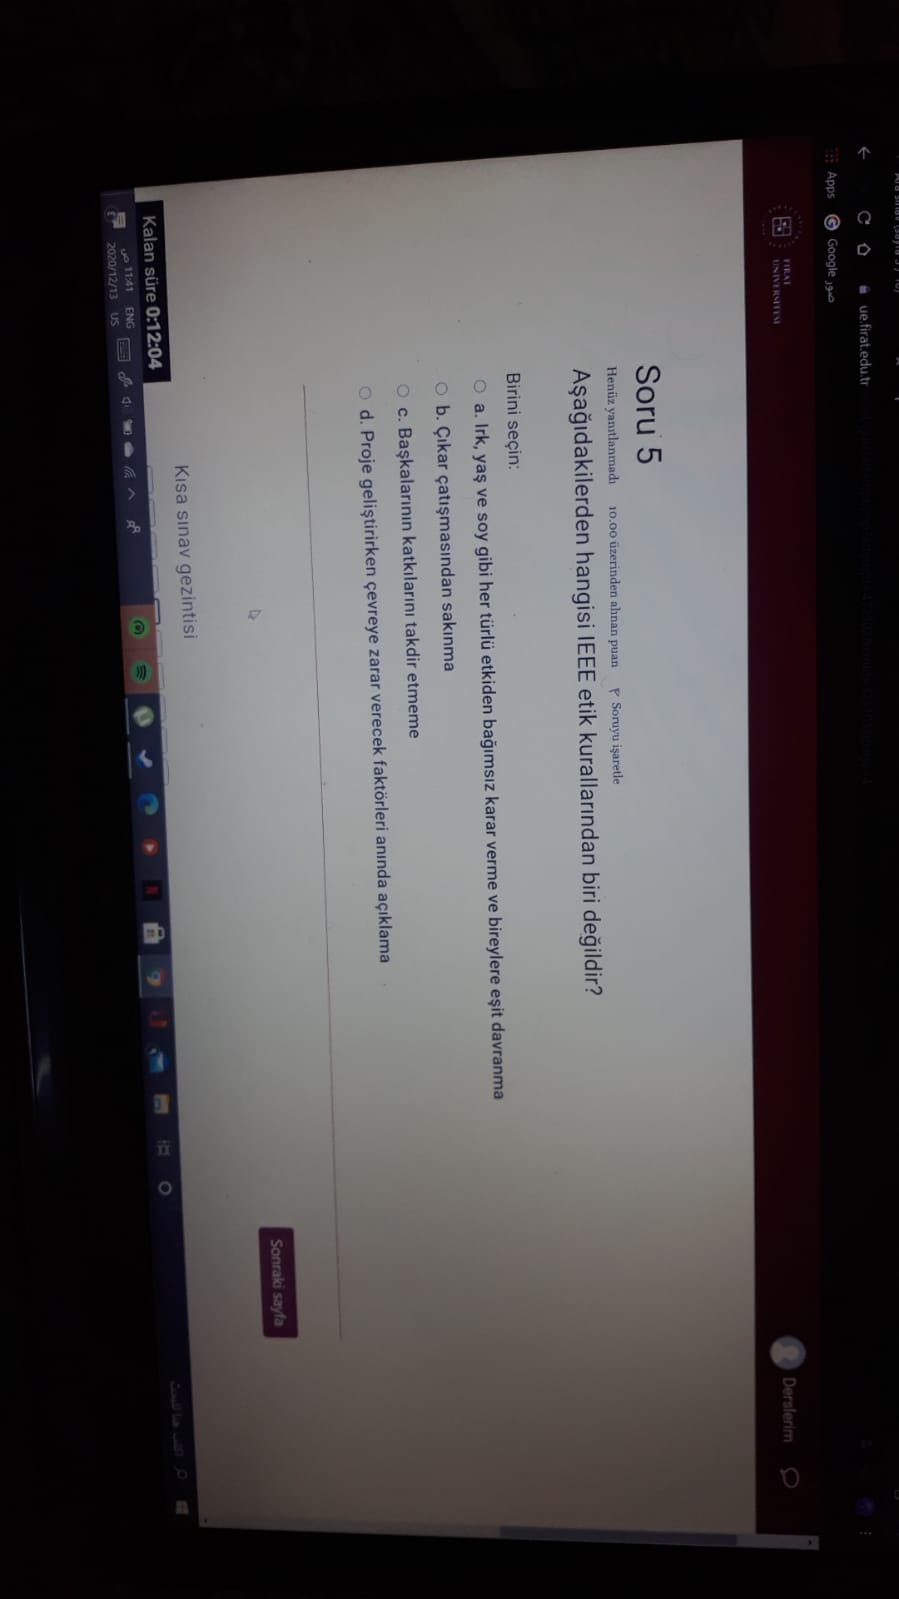 ue.firat.edu.tr
Apps
Google صور
FIRAT
ÜNİVERSİTESİ
Derslerim
Soru 5
Henüz yanıtlanmadı 10.00 üzerinden alınan puan Soruyu işaretle
Aşağıdakilerden hangisi IEEE etik kurallarından biri değildir?
Birini seçin:
a. Irk, yaş ve soy gibi her türlü etkiden bağımsız karar verme ve bireylere eşit davranma
b. Çıkar çatışmasından sakınma
c. Başkalarının katkılarını takdir etmeme
d. Proje geliştirirken çevreye zarar verecek faktörleri anında açıklama
Sonraki sayfa
Kısa sınav gezintisi
Kalan süre 0:12:04
11:41 ص
2020/12/13
ENG
US
اكتب هنا للبحث